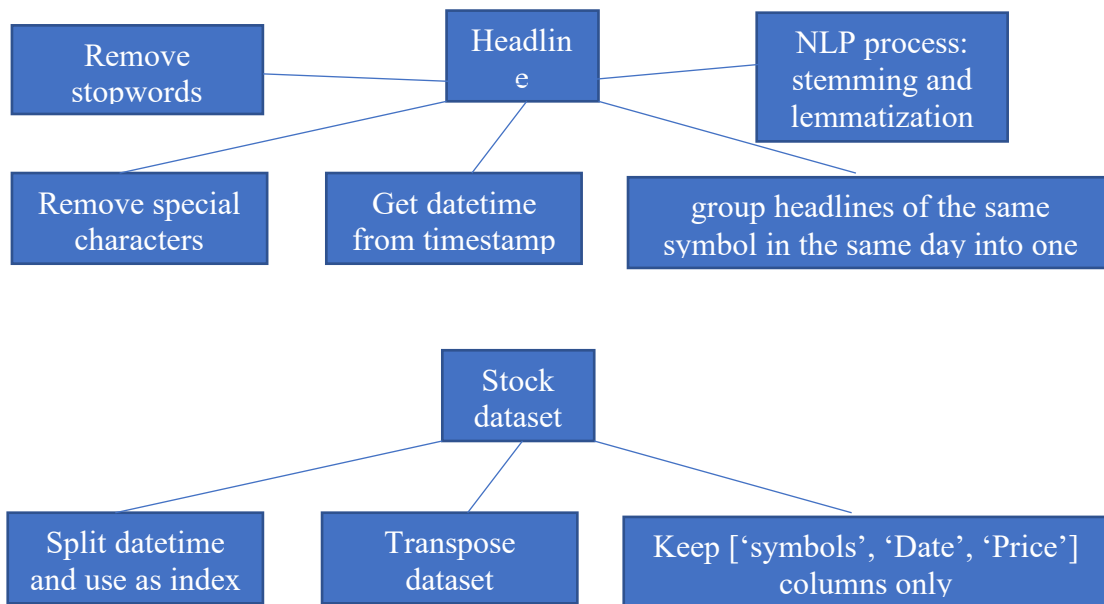 Remove
stopwords
Headlin
e
NLP process:
stemming and
lemmatization
Remove special
characters
Get datetime
from timestamp
group headlines of the same
symbol in the same day into one
Stock
dataset
Split datetime
and use as index
Transpose
dataset
Keep [‘symbols’, ‘Date’, ‘Price’]
columns only